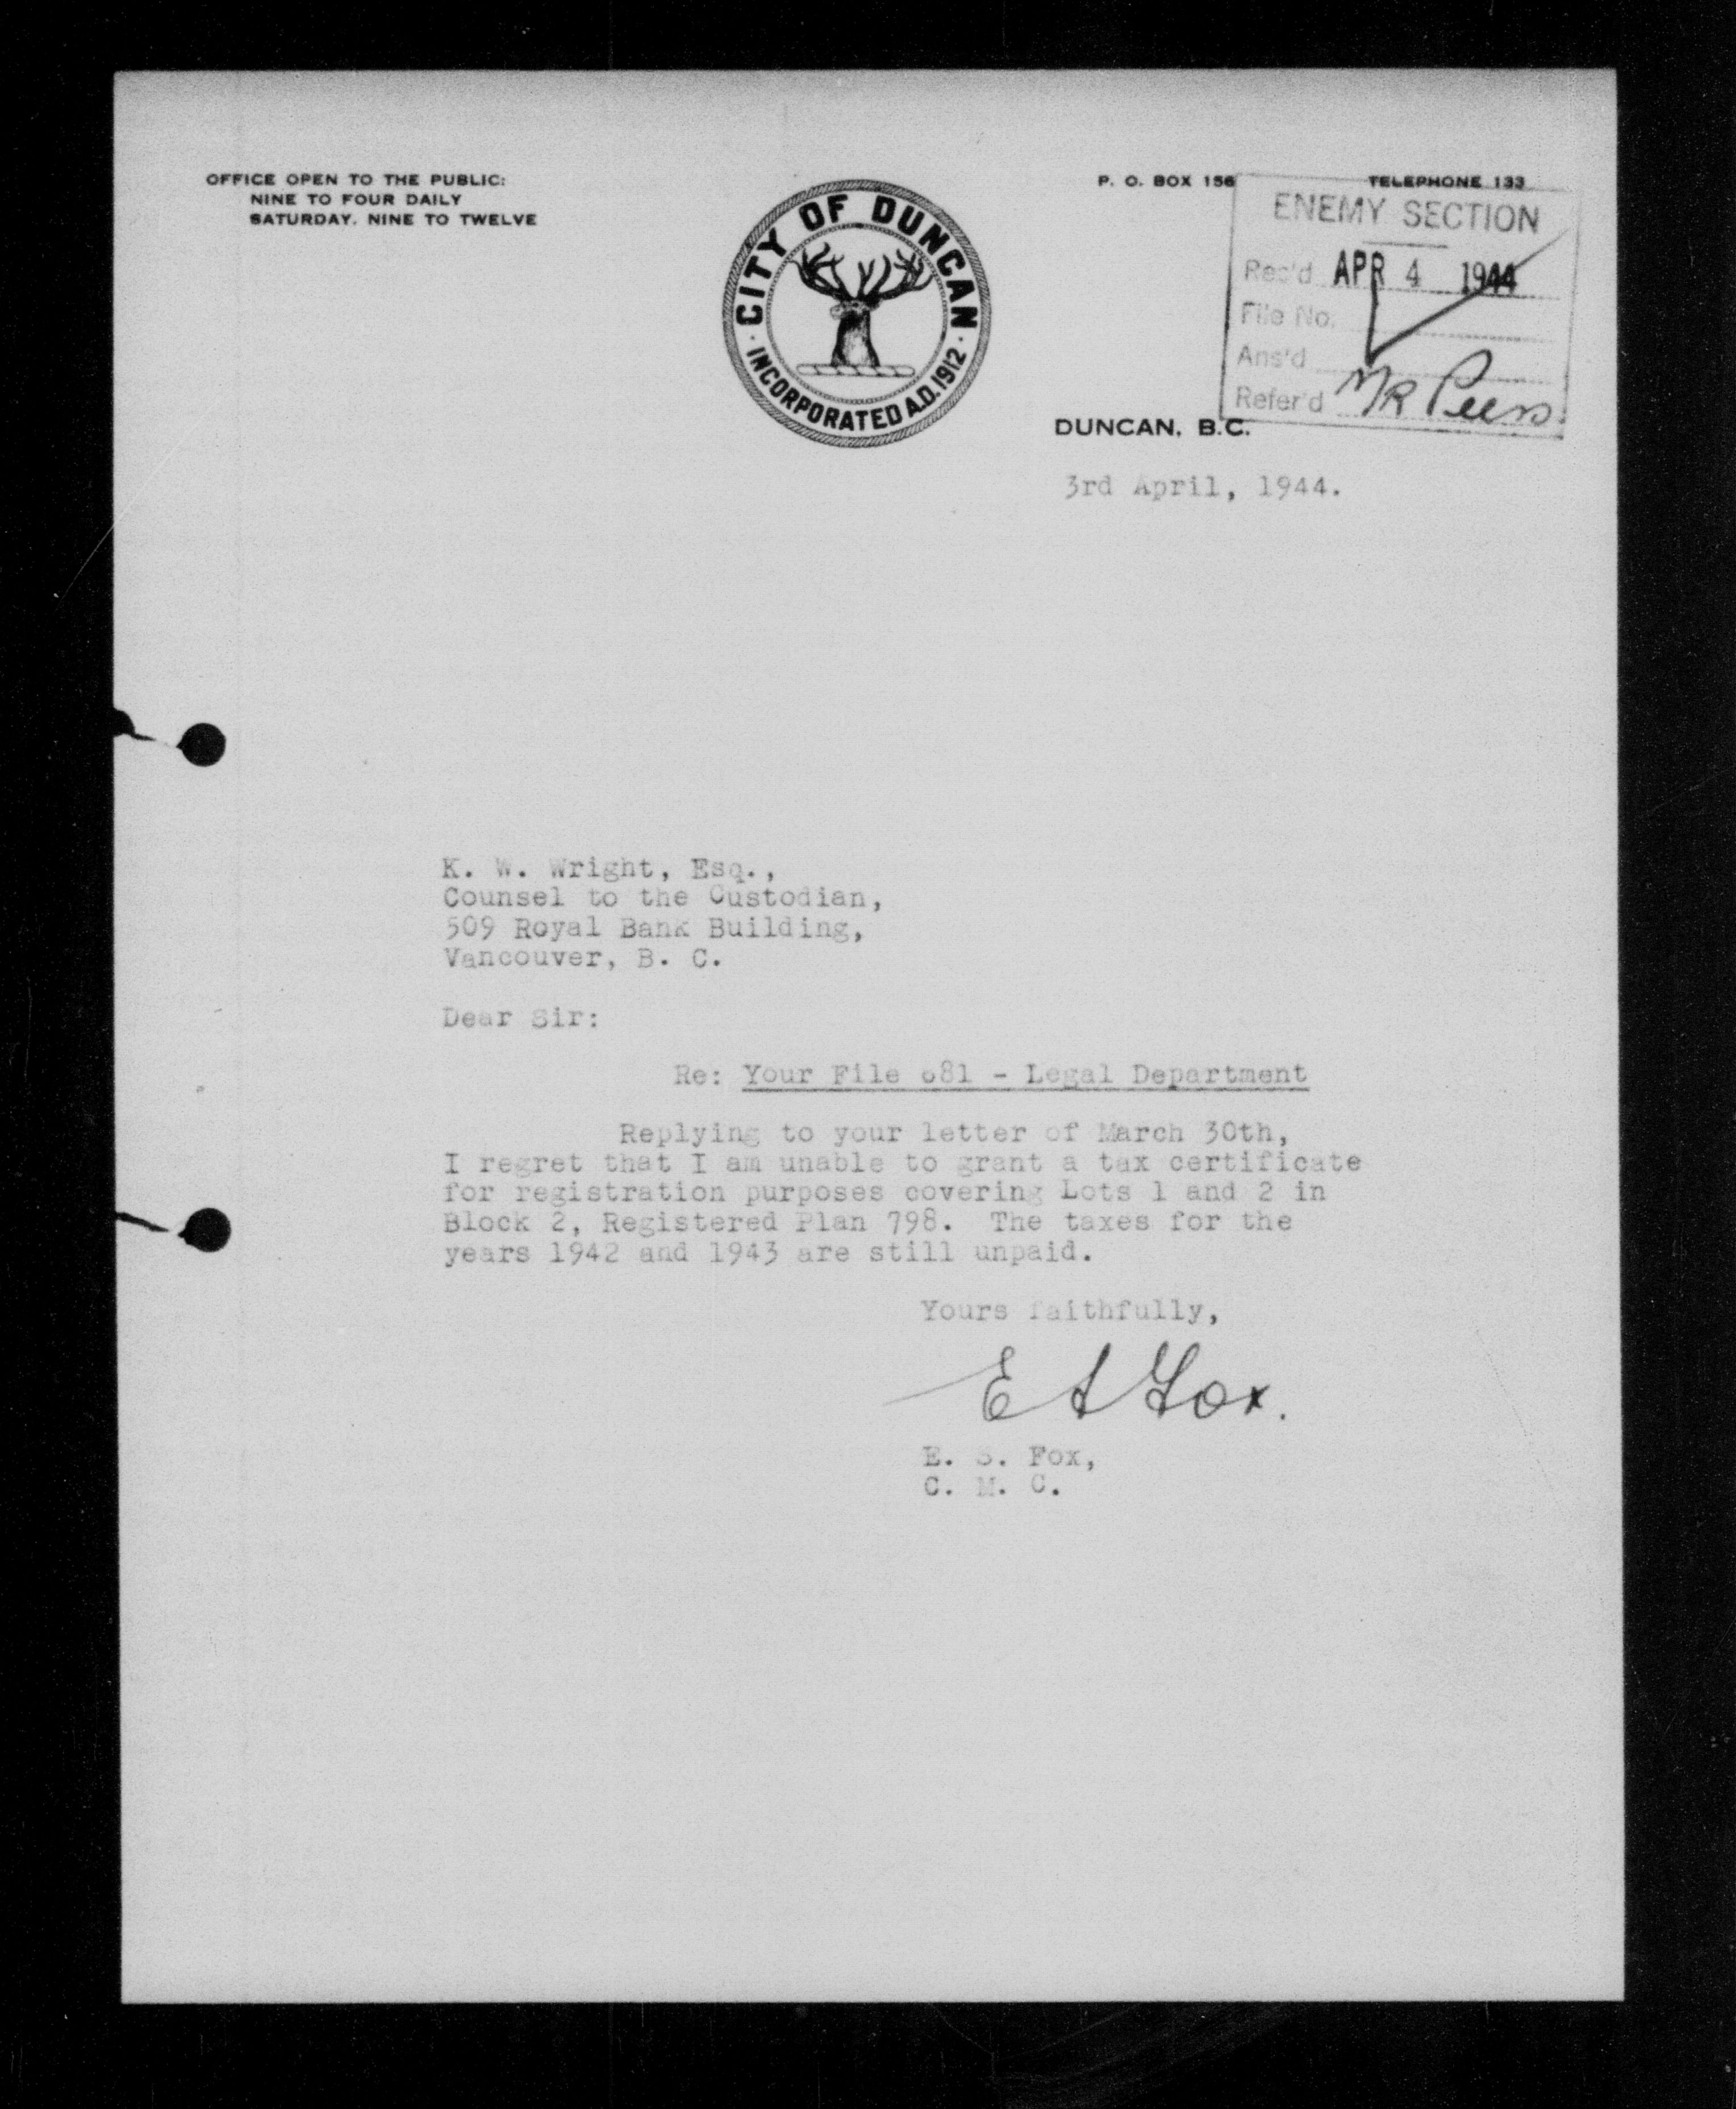 OFFICE OPEN TO THE PUBLIC:
NINE TO FOUR DAILY
SATURDAY. NINE TO TWELVE
CITY OF DUNCAN
· INCORPORATED A.D. 1912 ·
P. O. BOX 156
TELEPHONE 133
ENEMY SECTION
Rec'd APR 4 1944
File No.
Ans'd
Refer'd Mr Peers
DUNCAN, B.C.
3rd April, 1944.
K. W. Wright, Esq.,
Counsel to the Custodian,
509 Royal Bank Building,
Vancouver, B. C.
Dear Sir:
Re: Your File 681 - Legal Department
Replying to your letter of March 30th,
I regret that I am unable to grant a tax certificate
for registration purposes covering Lots 1 and 2 in
Block 2, Registered Plan 798. The taxes for the
years 1942 and 1943 are still unpaid.
Yours faithfully,
E S Fox.
E. S. Fox,
C. M. C.